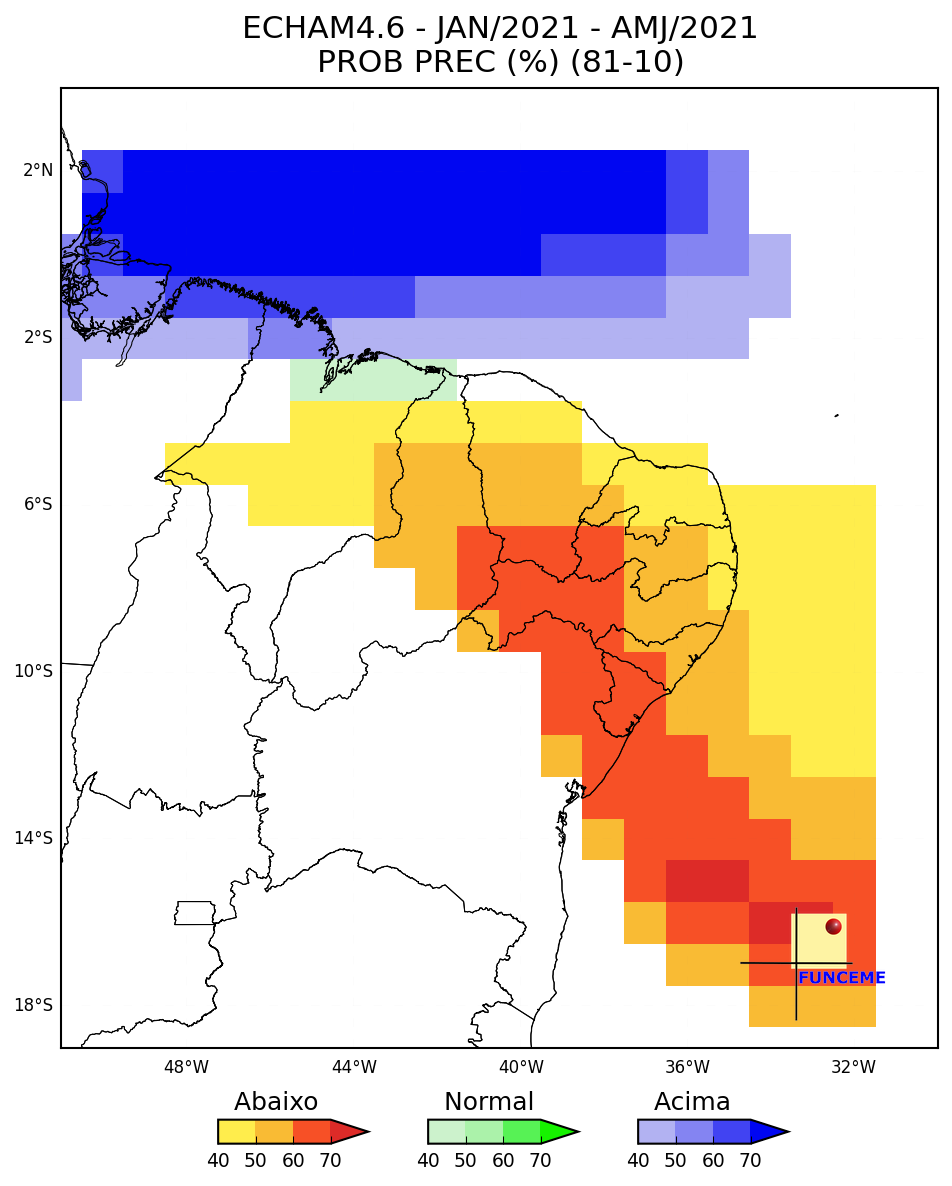 ECHAM4.6 - JAN/2021 - AMJ/2021
PROB PREC (%) (81-10)
2°N
2°S
6°S
10°S
14°S
18°S
FUNCEME
48°W 44°W 40°W 36°W 32°W
Abaixo Normal Acima
40 50 60 70 40 50 60 70 40 50 60 70